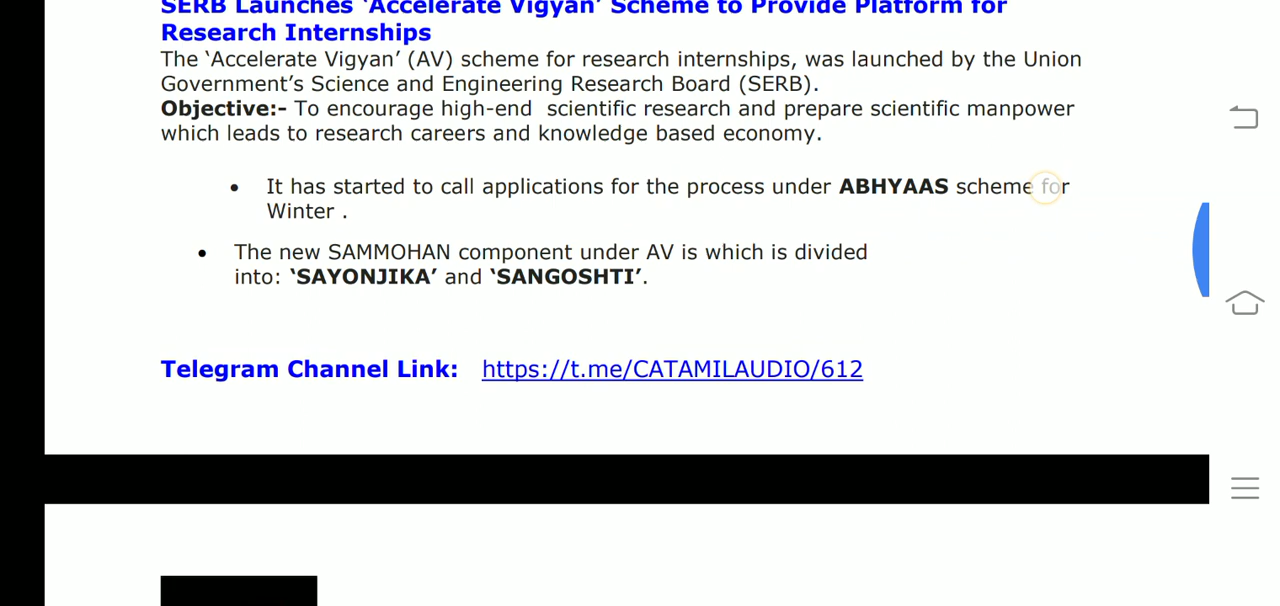 SERB Launches ‘Accelerate Vigyan’ Scheme to Provide Platform for
Research Internships
The ‘Accelerate Vigyan’ (AV) scheme for research internships, was launched by the Union
Government’s Science and Engineering Research Board (SERB).
Objective:- To encourage high-end scientific research and prepare scientific manpower
which leads to research careers and knowledge based economy.
• It has started to call applications for the process under ABHYAAS scheme for
Winter .
• The new SAMMOHAN component under AV is which is divided
into: ‘SAYONJIKA’ and ‘SANGOSHTI’.
Telegram Channel Link: https://t.me/CATAMILAUDIO/612